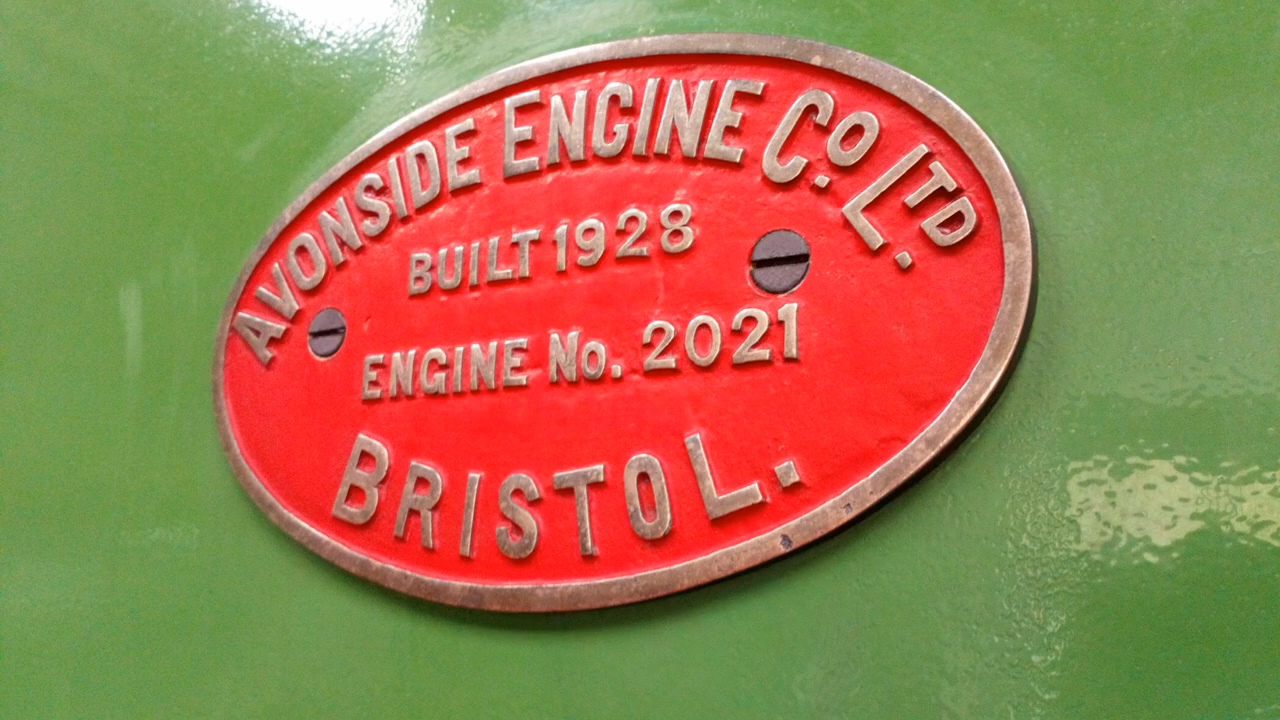 AVONSIDE ENGINE Co. LTD.
BUILT 1928
ENGINE No. 2021
BRISTOL.